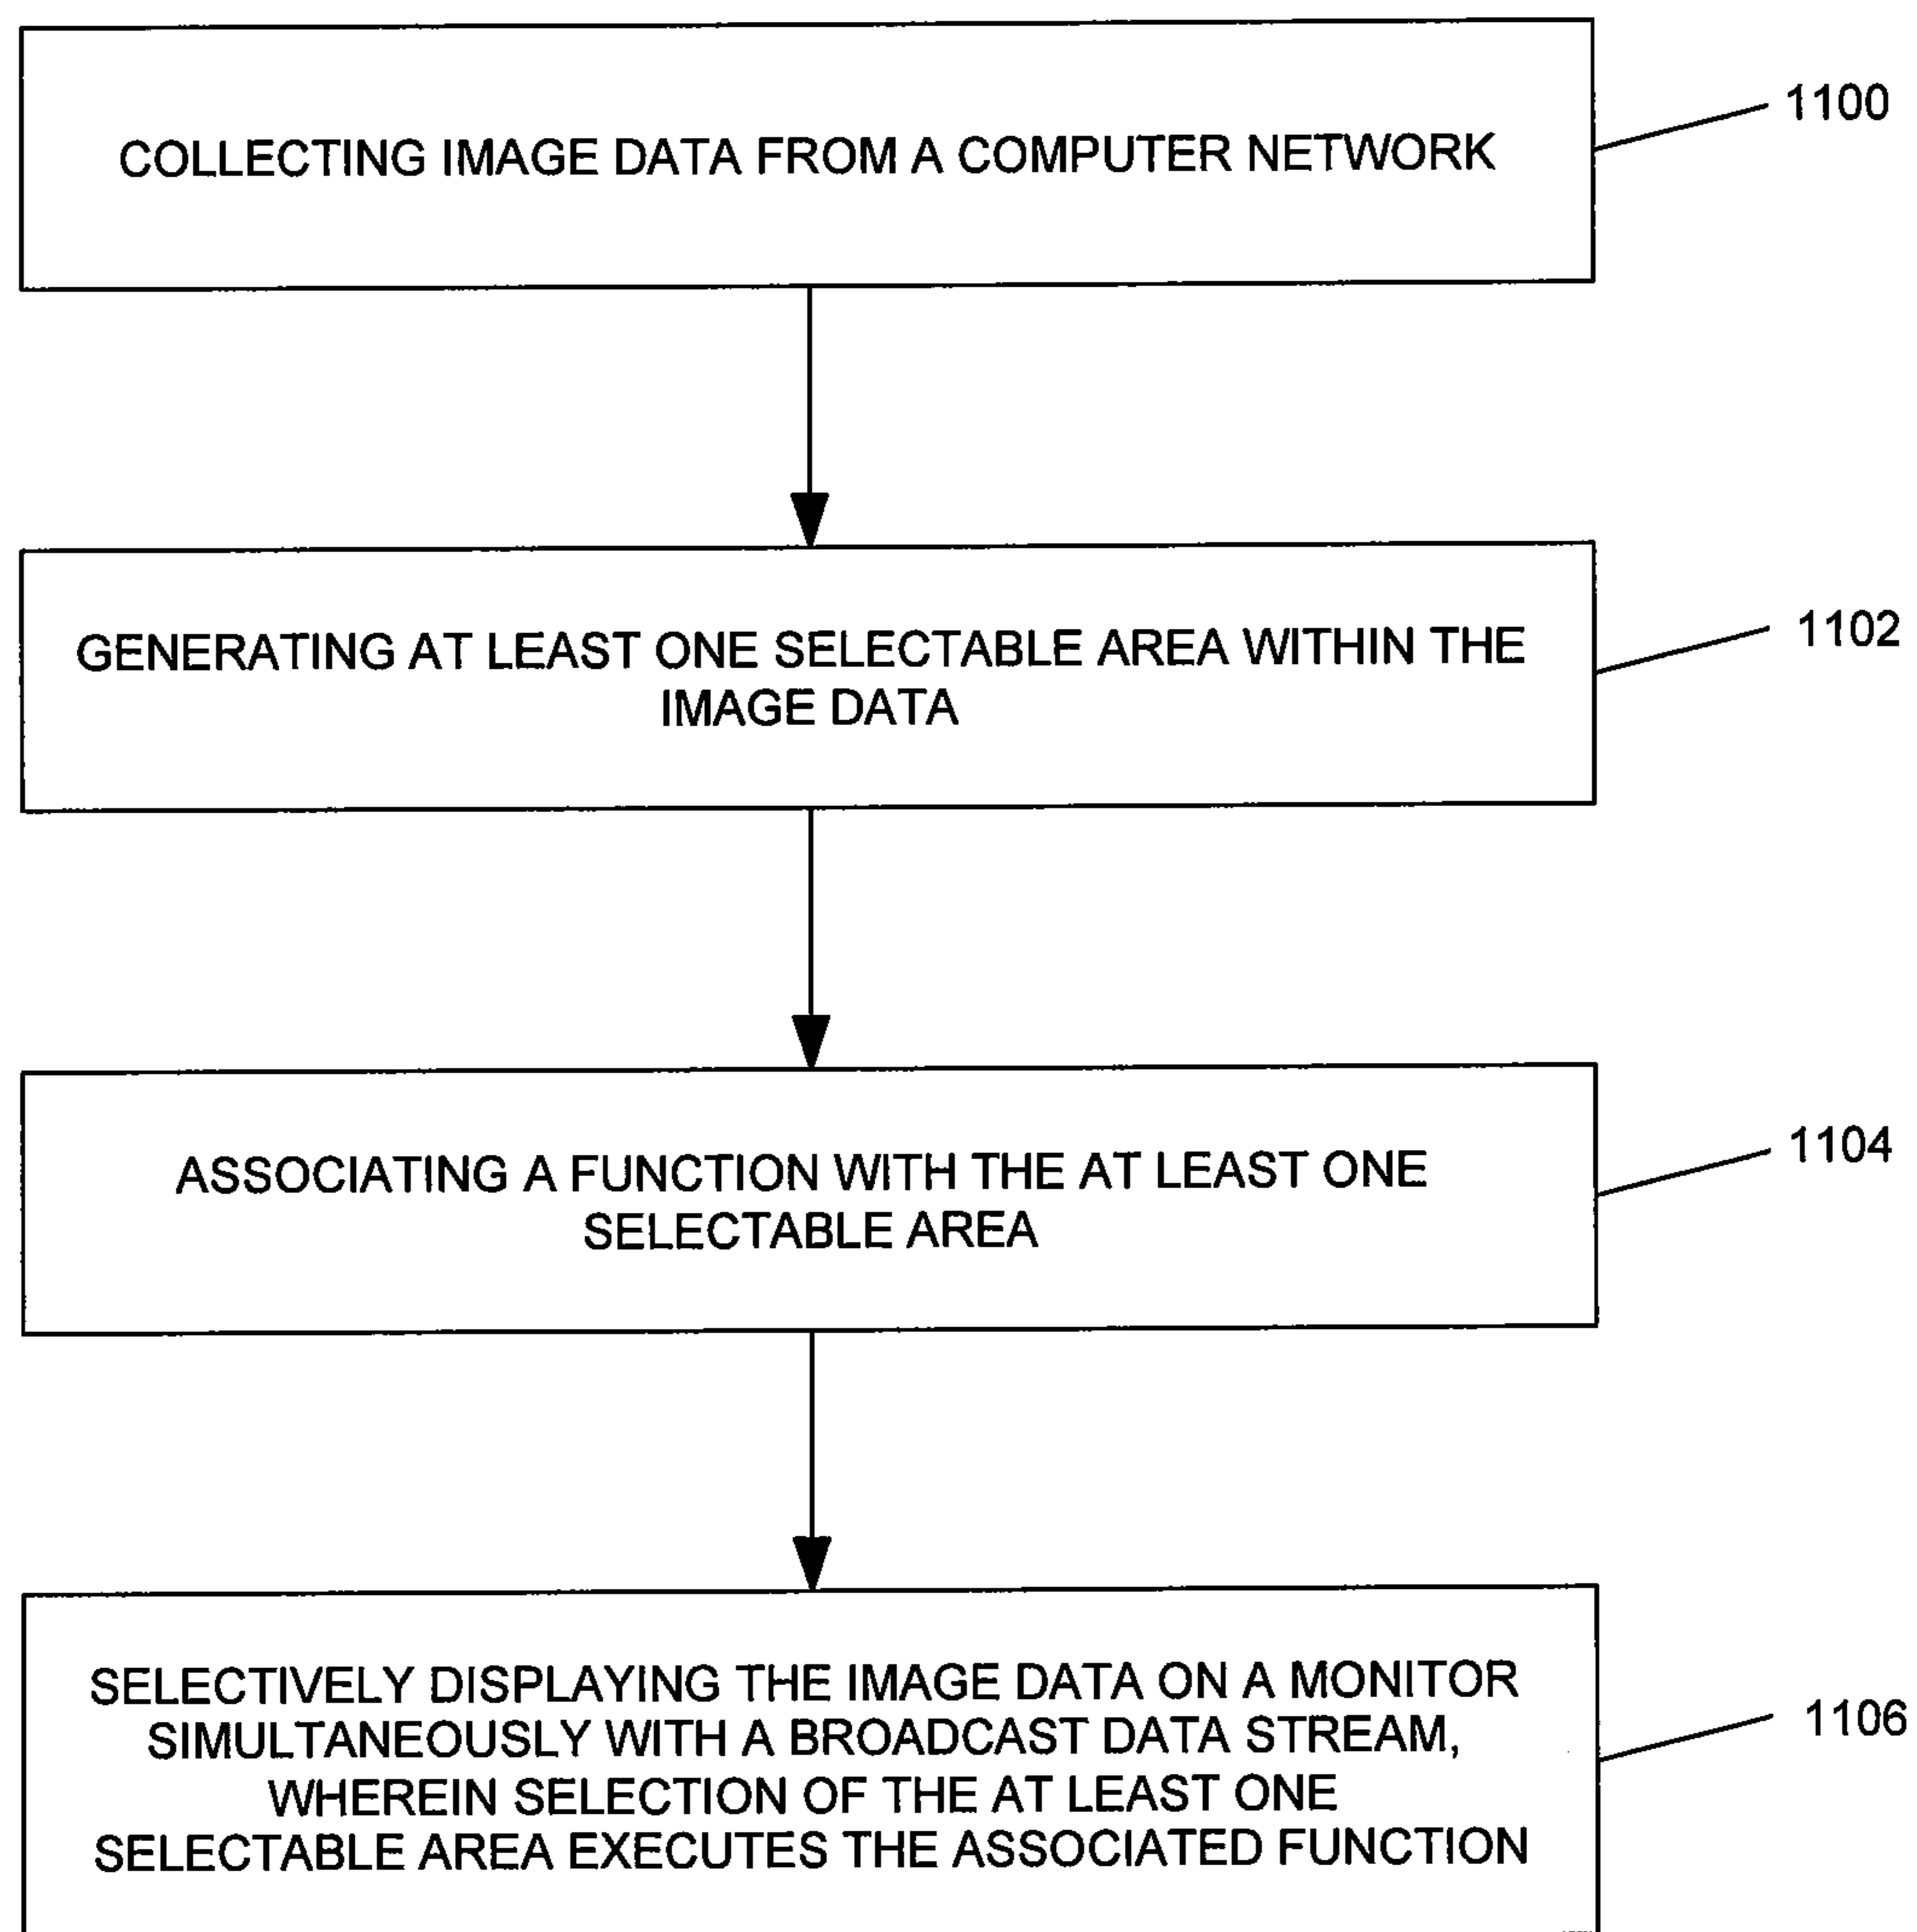 COLLECTING IMAGE DATA FROM A COMPUTER NETWORK
1100
GENERATING AT LEAST ONE SELECTABLE AREA WITHIN THE
IMAGE DATA
1102
ASSOCIATING A FUNCTION WITH THE AT LEAST ONE
SELECTABLE AREA
1104
SELECTIVELY DISPLAYING THE IMAGE DATA ON A MONITOR
SIMULTANEOUSLY WITH A BROADCAST DATA STREAM,
WHEREIN SELECTION OF THE AT LEAST ONE
SELECTABLE AREA EXECUTES THE ASSOCIATED FUNCTION
1106